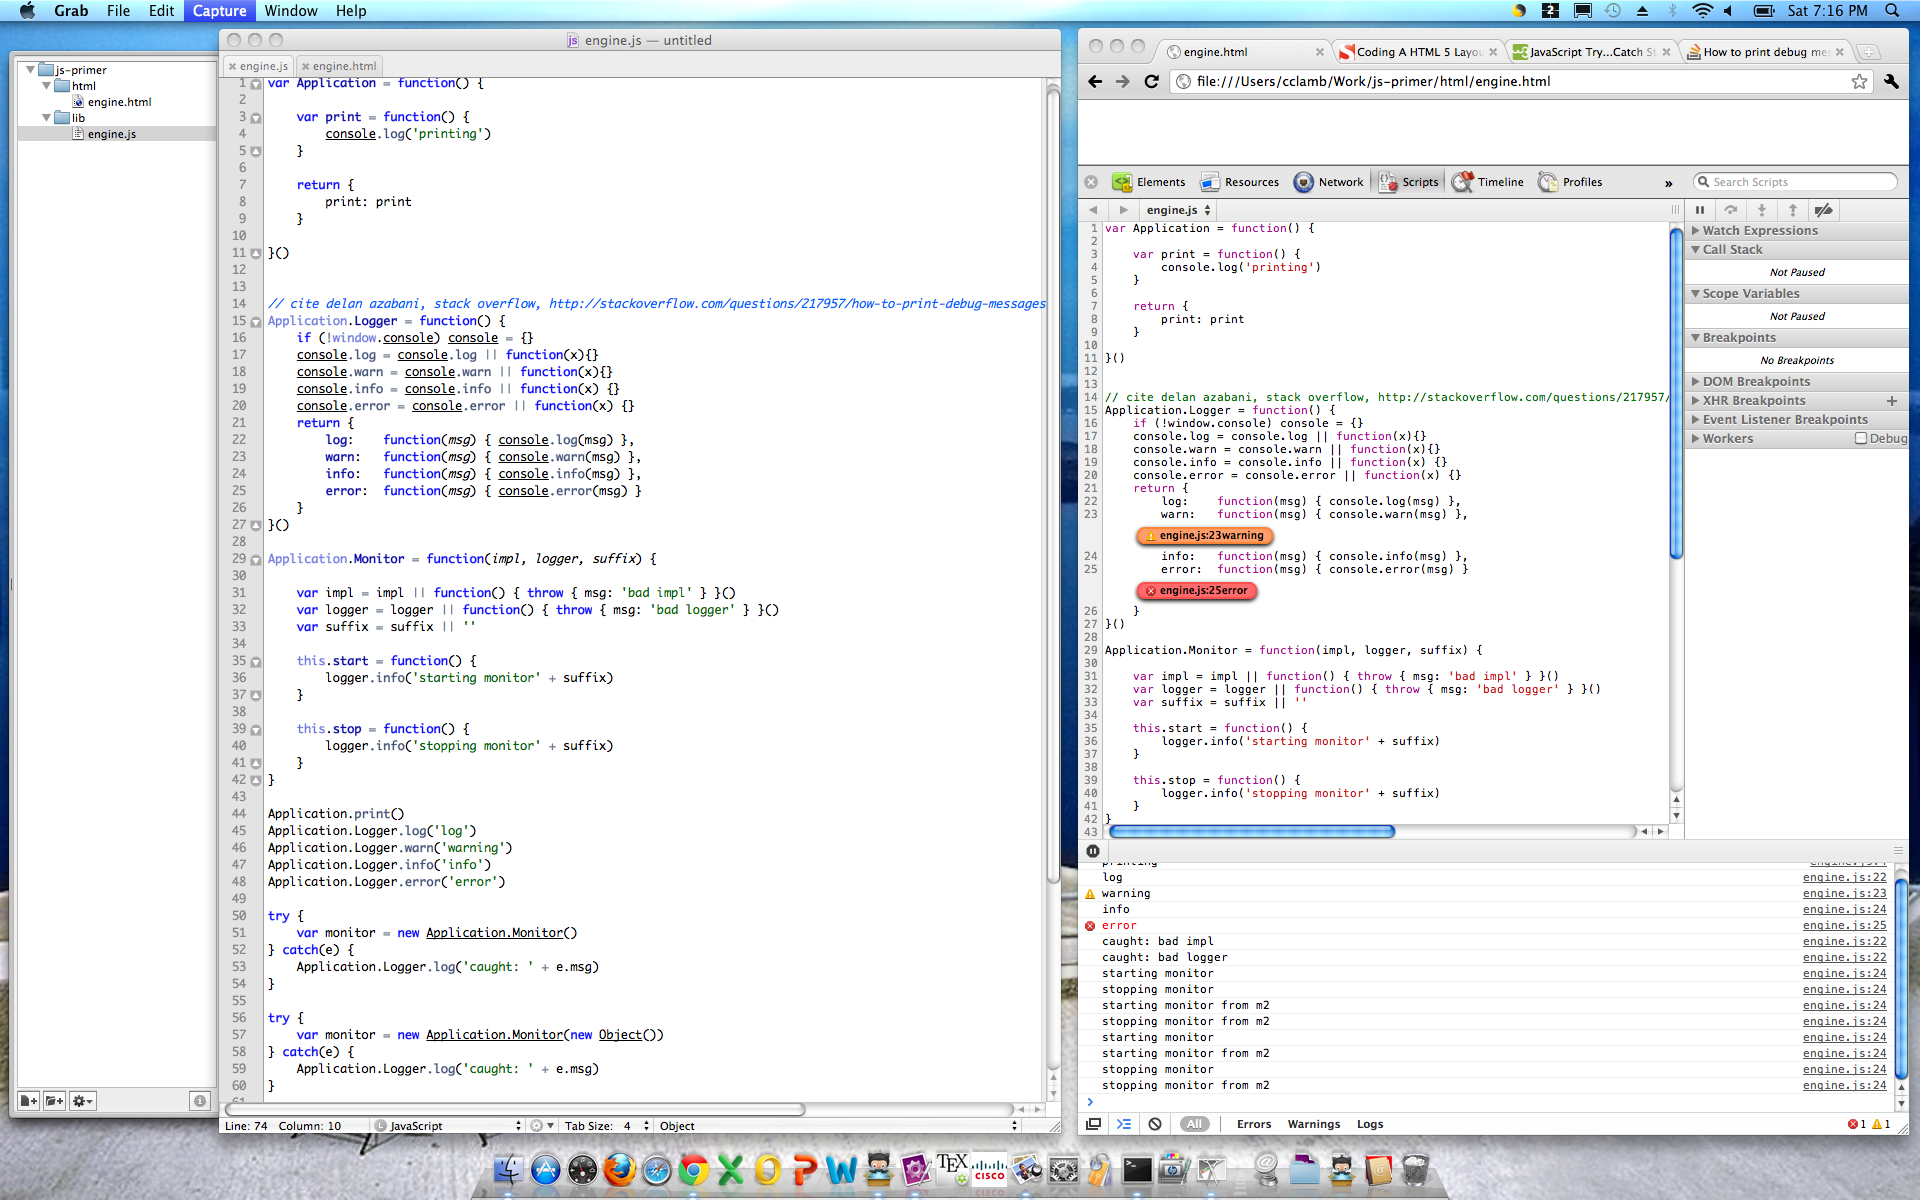 Grab File Edit Capture Window Help
2 Sat 7:16 PM
js-primer
html
engine.html
lib
engine.js
engine.js — untitled
engine.js engine.html
1 var Application = function() {
2
3 var print = function() {
4 console.log('printing')
5 }
6
7 return {
8 print: print
9 }
10
11 }()
12
13
14 // cite delan azabani, stack overflow, http://stackoverflow.com/questions/217957/how-to-print-debug-messages
15 Application.Logger = function() {
16 if (!window.console) console = {}
17 console.log = console.log || function(x){}
18 console.warn = console.warn || function(x){}
19 console.info = console.info || function(x) {}
20 console.error = console.error || function(x) {}
21 return {
22 log: function(msg) { console.log(msg) },
23 warn: function(msg) { console.warn(msg) },
24 info: function(msg) { console.info(msg) },
25 error: function(msg) { console.error(msg) }
26 }
27 }()
28
29 Application.Monitor = function(impl, logger, suffix) {
30
31 var impl = impl || function() { throw { msg: 'bad impl' } }()
32 var logger = logger || function() { throw { msg: 'bad logger' } }()
33 var suffix = suffix || ''
34
35 this.start = function() {
36 logger.info('starting monitor' + suffix)
37 }
38
39 this.stop = function() {
40 logger.info('stopping monitor' + suffix)
41 }
42 }
43
44 Application.print()
45 Application.Logger.log('log')
46 Application.Logger.warn('warning')
47 Application.Logger.info('info')
48 Application.Logger.error('error')
49
50 try {
51 var monitor = new Application.Monitor()
52 } catch(e) {
53 Application.Logger.log('caught: ' + e.msg)
54 }
55
56 try {
57 var monitor = new Application.Monitor(new Object())
58 } catch(e) {
59 Application.Logger.log('caught: ' + e.msg)
60 }
Line: 74 Column: 10 JavaScript Tab Size: 4 Object
engine.html Coding A HTML 5 Layou JavaScript Try...Catch St How to print debug me
file:///Users/cclamb/Work/js-primer/html/engine.html
Elements Resources Network Scripts Timeline Profiles » Search Scripts
engine.js
1 var Application = function() {
2
3 var print = function() {
4 console.log('printing')
5 }
6
7 return {
8 print: print
9 }
10
11 }()
12
13
14 // cite delan azabani, stack overflow, http://stackoverflow.com/questions/217957/
15 Application.Logger = function() {
16 if (!window.console) console = {}
17 console.log = console.log || function(x){}
18 console.warn = console.warn || function(x){}
19 console.info = console.info || function(x) {}
20 console.error = console.error || function(x) {}
21 return {
22 log: function(msg) { console.log(msg) },
23 warn: function(msg) { console.warn(msg) },
engine.js:23warning
24 info: function(msg) { console.info(msg) },
25 error: function(msg) { console.error(msg) }
engine.js:25error
26 }
27 }()
28
29 Application.Monitor = function(impl, logger, suffix) {
30
31 var impl = impl || function() { throw { msg: 'bad impl' } }()
32 var logger = logger || function() { throw { msg: 'bad logger' } }()
33 var suffix = suffix || ''
34
35 this.start = function() {
36 logger.info('starting monitor' + suffix)
37 }
38
39 this.stop = function() {
40 logger.info('stopping monitor' + suffix)
41 }
42 }
43
Watch Expressions
Call Stack
Not Paused
Scope Variables
Not Paused
Breakpoints
No Breakpoints
DOM Breakpoints
XHR Breakpoints +
Event Listener Breakpoints
Workers Debug
printing
log engine.js:22
warning engine.js:23
info engine.js:24
error engine.js:25
caught: bad impl engine.js:22
caught: bad logger engine.js:22
starting monitor engine.js:24
stopping monitor engine.js:24
starting monitor from m2 engine.js:24
stopping monitor from m2 engine.js:24
starting monitor engine.js:24
starting monitor from m2 engine.js:24
stopping monitor engine.js:24
stopping monitor from m2 engine.js:24
>
All Errors Warnings Logs 1 1
TEX
CISCO